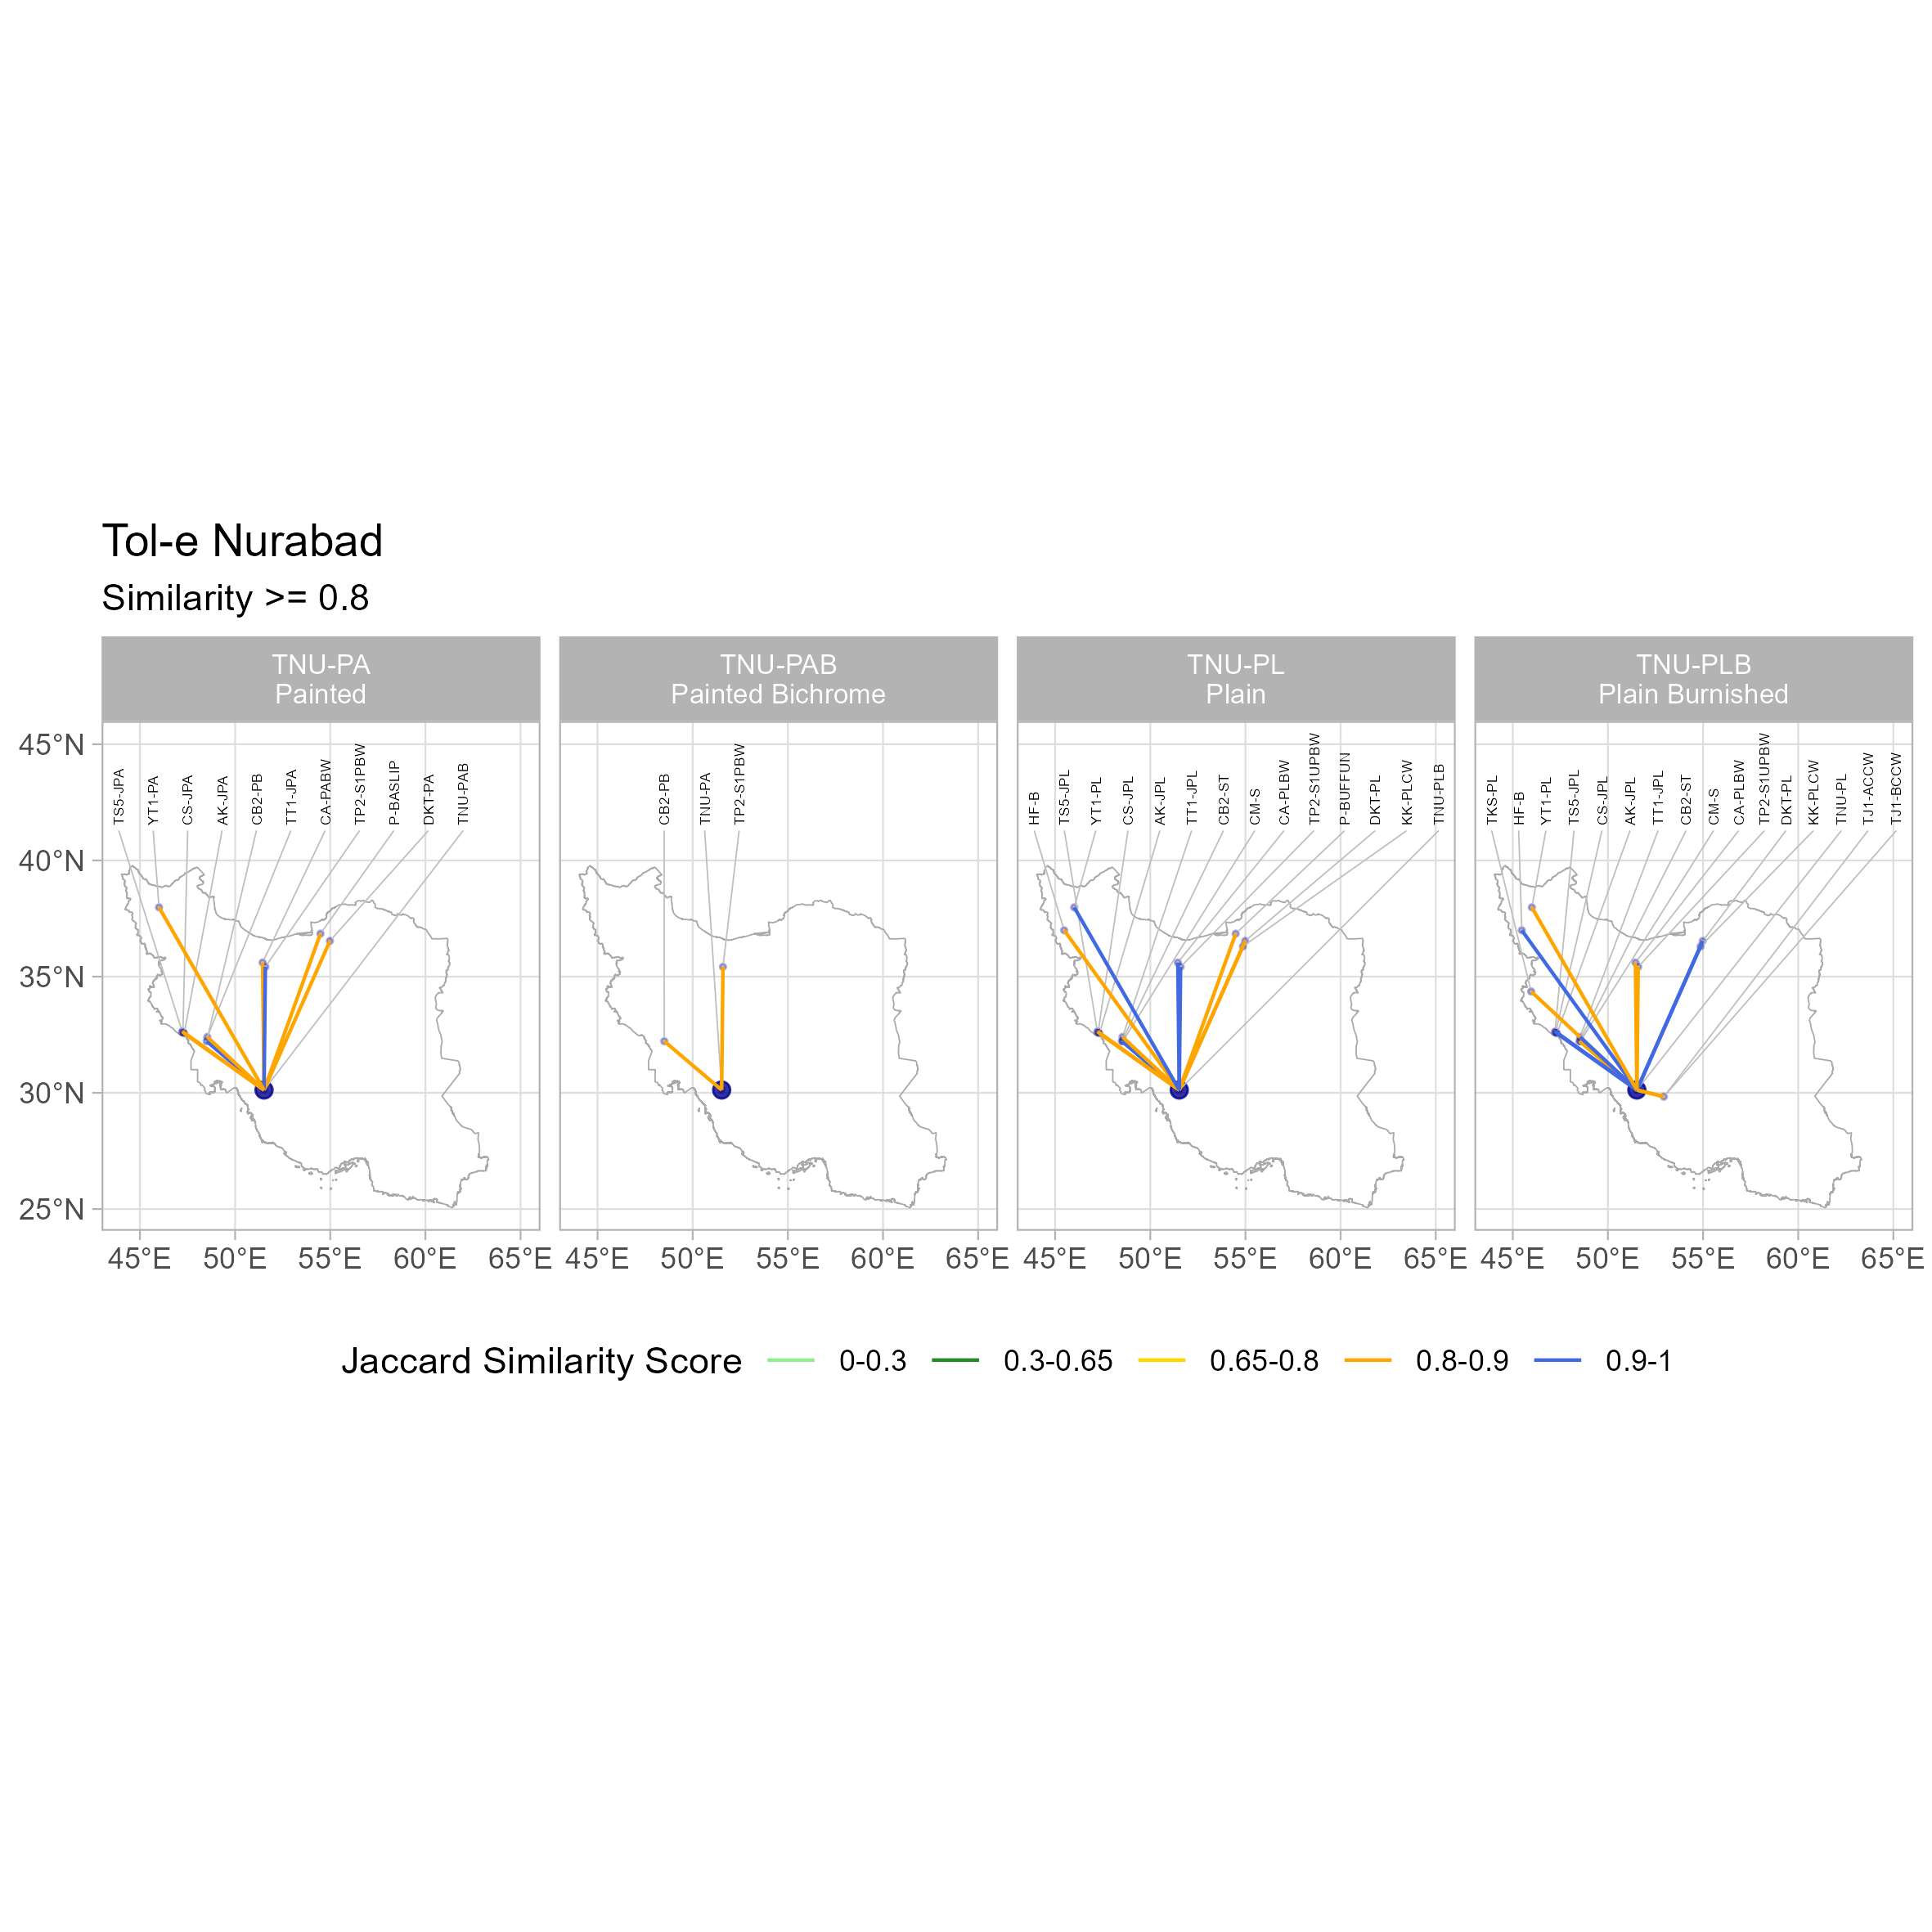 Tol-e Nurabad
Similarity >= 0.8
TNU-PA
Painted
TNU-PAB
Painted Bichrome
TNU-PL
Plain
TNU-PLB
Plain Burnished
45°N
40°N
35°N
30°N
25°N
TS5-JPA
YT1-PA
CS-JPA
AK-JPA
CB2-PB
TT1-JPA
CA-PABW
TP2-S1PBW
P-BASLIP
DKT-PA
TNU-PAB
CB2-PB
TNU-PA
TP2-S1PBW
HF-B
TS5-JPL
YT1-PL
CS-JPL
AK-JPL
TT1-JPL
CB2-ST
CM-S
CA-PLBW
TP2-S1UPBW
P-BUFFUN
DKT-PL
KK-PLCW
TNU-PLB
TKS-PL
HF-B
YT1-PL
TS5-JPL
CS-JPL
AK-JPL
TT1-JPL
CB2-ST
CM-S
CA-PLBW
TP2-S1UPBW
DKT-PL
KK-PLCW
TNU-PL
TJ1-ACCW
TJ1-BCCW
45°E 50°E 55°E 60°E 65°E
45°E 50°E 55°E 60°E 65°E
45°E 50°E 55°E 60°E 65°E
45°E 50°E 55°E 60°E 65°E
Jaccard Similarity Score 0-0.3 0.3-0.65 0.65-0.8 0.8-0.9 0.9-1